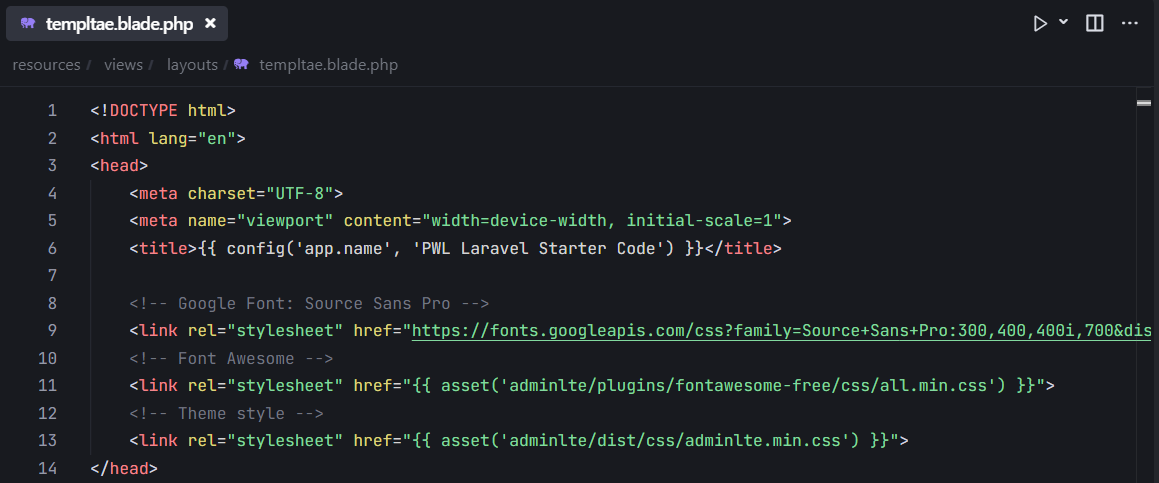 templtae.blade.php
resources / views / layouts / templtae.blade.php
1 <!DOCTYPE html>
2 <html lang="en">
3 <head>
4 <meta charset="UTF-8">
5 <meta name="viewport" content="width=device-width, initial-scale=1">
6 <title>{{ config('app.name', 'PWL Laravel Starter Code') }}</title>
7
8 <!-- Google Font: Source Sans Pro -->
9 <link rel="stylesheet" href="https://fonts.googleapis.com/css?family=Source+Sans+Pro:300,400,400i,700&dis
10 <!-- Font Awesome -->
11 <link rel="stylesheet" href="{{ asset('adminlte/plugins/fontawesome-free/css/all.min.css') }}">
12 <!-- Theme style -->
13 <link rel="stylesheet" href="{{ asset('adminlte/dist/css/adminlte.min.css') }}">
14 </head>